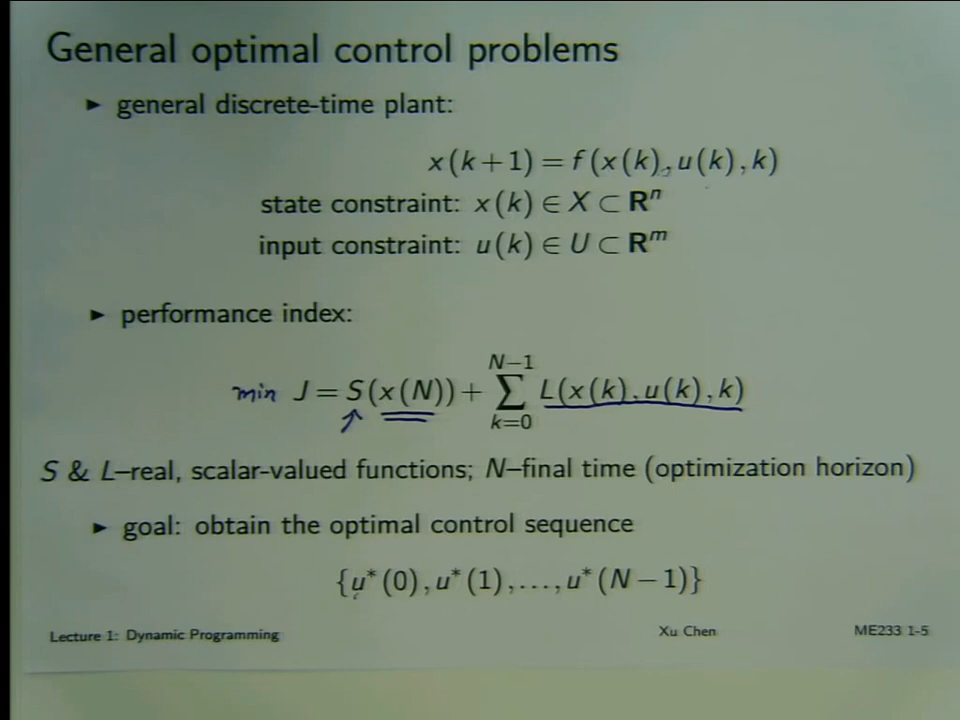 General optimal control problems
► general discrete-time plant:
x(k+1) = f(x(k), u(k), k)
state constraint: x(k) ∈ X ⊂ Rⁿ
input constraint: u(k) ∈ U ⊂ Rᵐ
► performance index:
min J = S(x(N)) + ∑_{k=0}^{N−1} L(x(k), u(k), k)
S & L–real, scalar-valued functions; N–final time (optimization horizon)
► goal: obtain the optimal control sequence
{u*(0), u*(1), ..., u*(N−1)}
Lecture 1: Dynamic Programming Xu Chen ME233 1-5